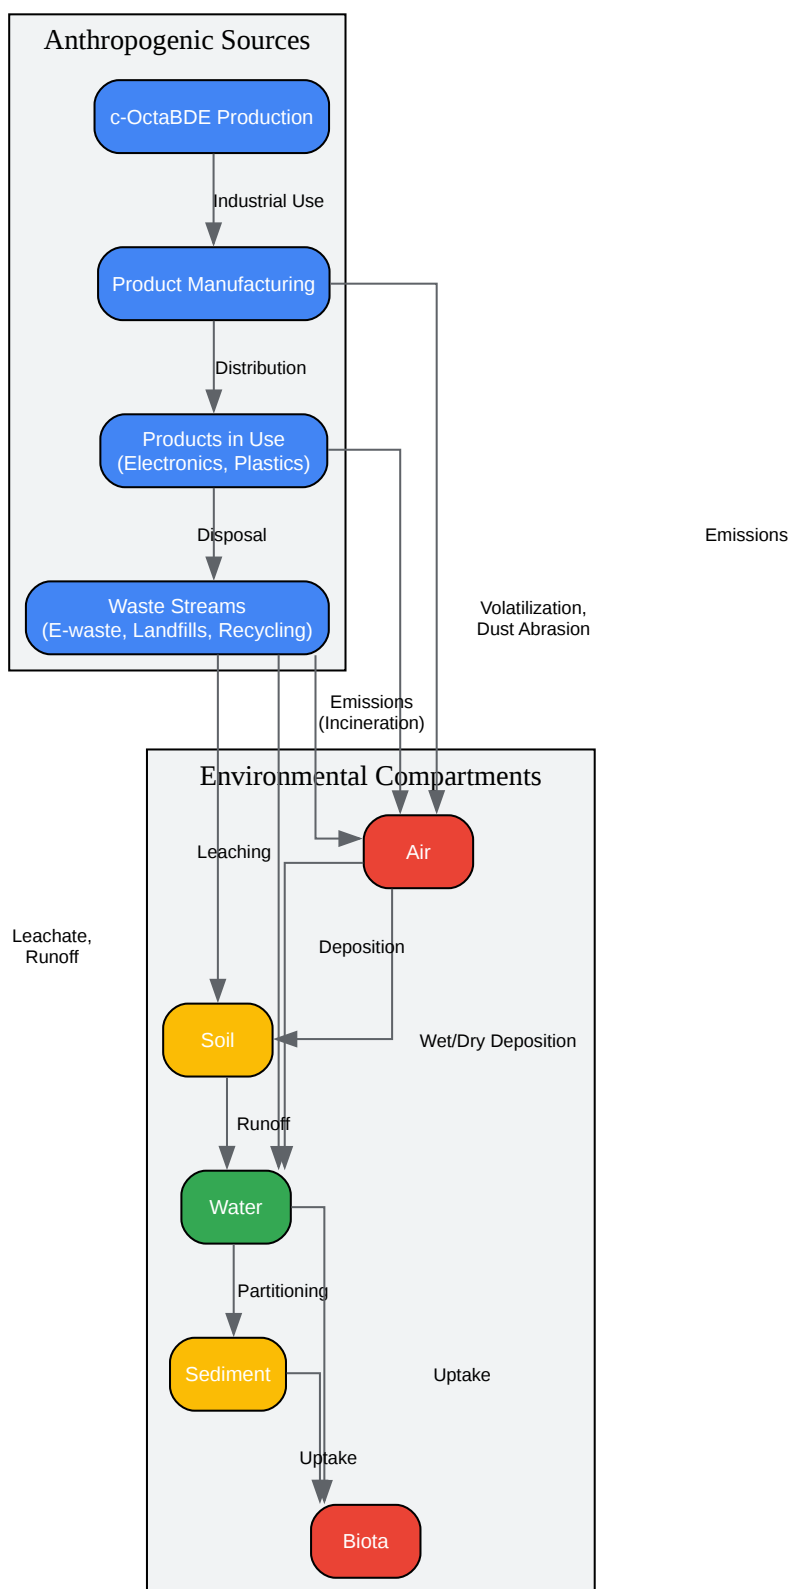 Anthropogenic Sources
c-OctaBDE Production
Industrial Use
Product Manufacturing
Distribution
Products in Use
(Electronics, Plastics)
Disposal
Emissions
Waste Streams
(E-waste, Landfills, Recycling)
Volatilization,
Dust Abrasion
Emissions
(Incineration)
Environmental Compartments
Leaching
Air
Leachate,
Runoff
Deposition
Soil
Wet/Dry Deposition
Runoff
Water
Partitioning
Sediment
Uptake
Uptake
Biota